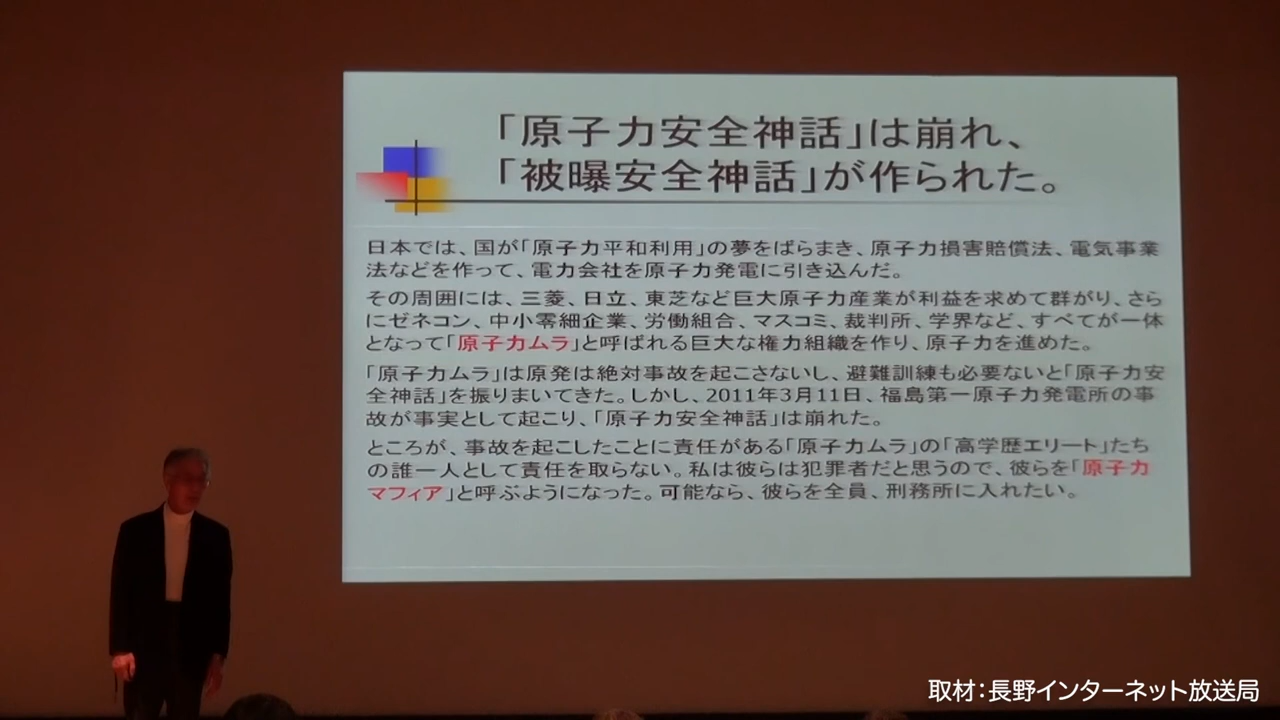 「原子力安全神話」は崩れ、
「被曝安全神話」が作られた。
日本では、国が「原子力平和利用」の夢をばらまき、原子力損害賠償法、電気事業
法などを作って、電力会社を原子力発電に引き込んだ。
その周囲には、三菱、日立、東芝など巨大原子力産業が利益を求めて群がり、さら
にゼネコン、中小零細企業、労働組合、マスコミ、裁判所、学界など、すべてが一体
となって「原子力ムラ」と呼ばれる巨大な権力組織を作り、原子力を進めた。
「原子力ムラ」は原発は絶対事故を起こさないし、避難訓練も必要ないと「原子力安
全神話」を振りまいてきた。しかし、2011年3月11日、福島第一原子力発電所の事
故が事実として起こり、「原子力安全神話」は崩れた。
ところが、事故を起こしたことに責任がある「原子力ムラ」の「高学歴エリート」たち
の誰一人として責任を取らない。私は彼らは犯罪者だと思うので、彼らを「原子力
マフィア」と呼ぶようになった。可能なら、彼らを全員、刑務所に入れたい。
取材：長野インターネット放送局